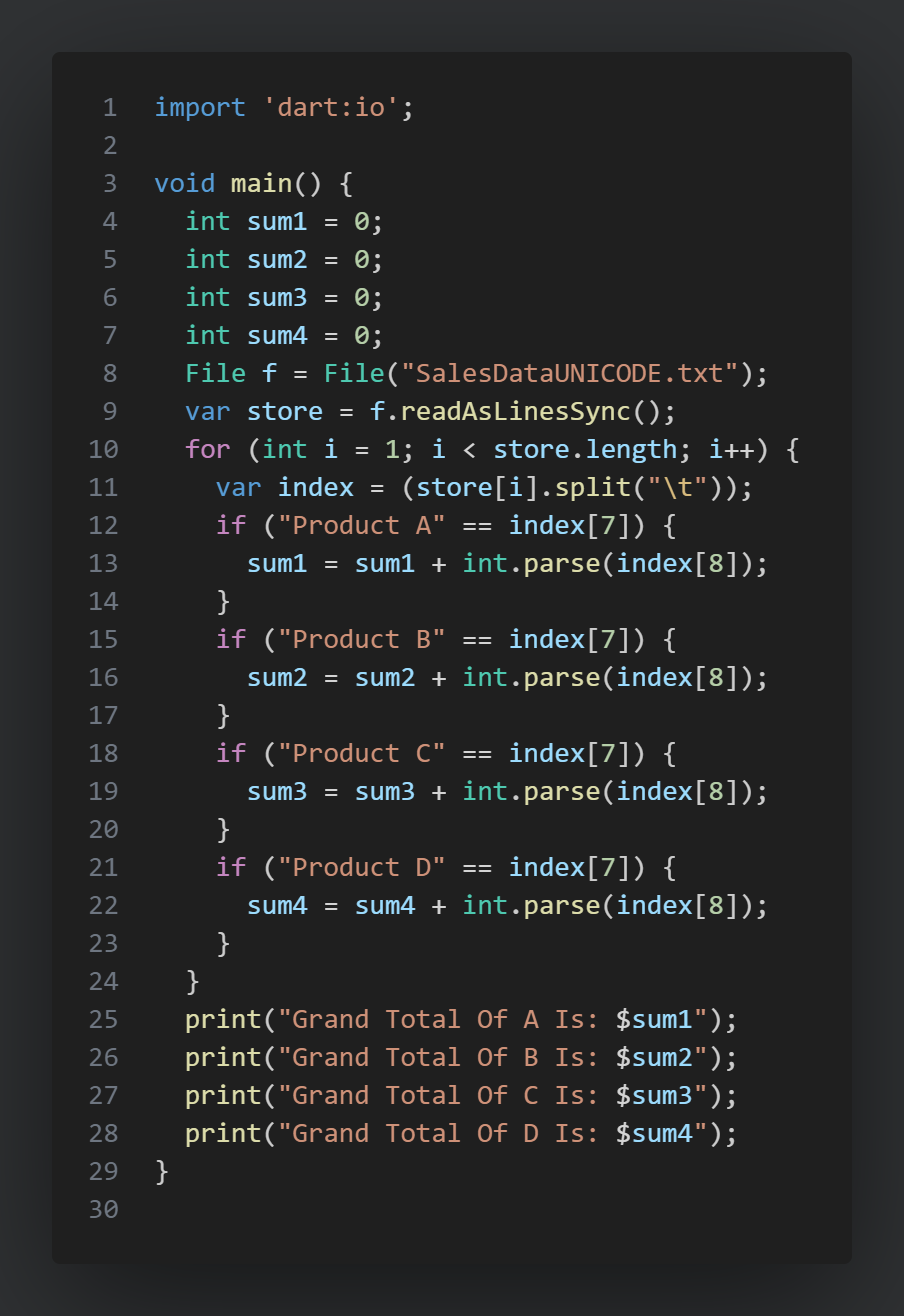 1 import 'dart:io';
2
3 void main() {
4   int sum1 = 0;
5   int sum2 = 0;
6   int sum3 = 0;
7   int sum4 = 0;
8   File f = File("SalesDataUNICODE.txt");
9   var store = f.readAsLinesSync();
10   for (int i = 1; i < store.length; i++) {
11     var index = (store[i].split("\t"));
12     if ("Product A" == index[7]) {
13       sum1 = sum1 + int.parse(index[8]);
14     }
15     if ("Product B" == index[7]) {
16       sum2 = sum2 + int.parse(index[8]);
17     }
18     if ("Product C" == index[7]) {
19       sum3 = sum3 + int.parse(index[8]);
20     }
21     if ("Product D" == index[7]) {
22       sum4 = sum4 + int.parse(index[8]);
23     }
24   }
25   print("Grand Total Of A Is: $sum1");
26   print("Grand Total Of B Is: $sum2");
27   print("Grand Total Of C Is: $sum3");
28   print("Grand Total Of D Is: $sum4");
29 }
30